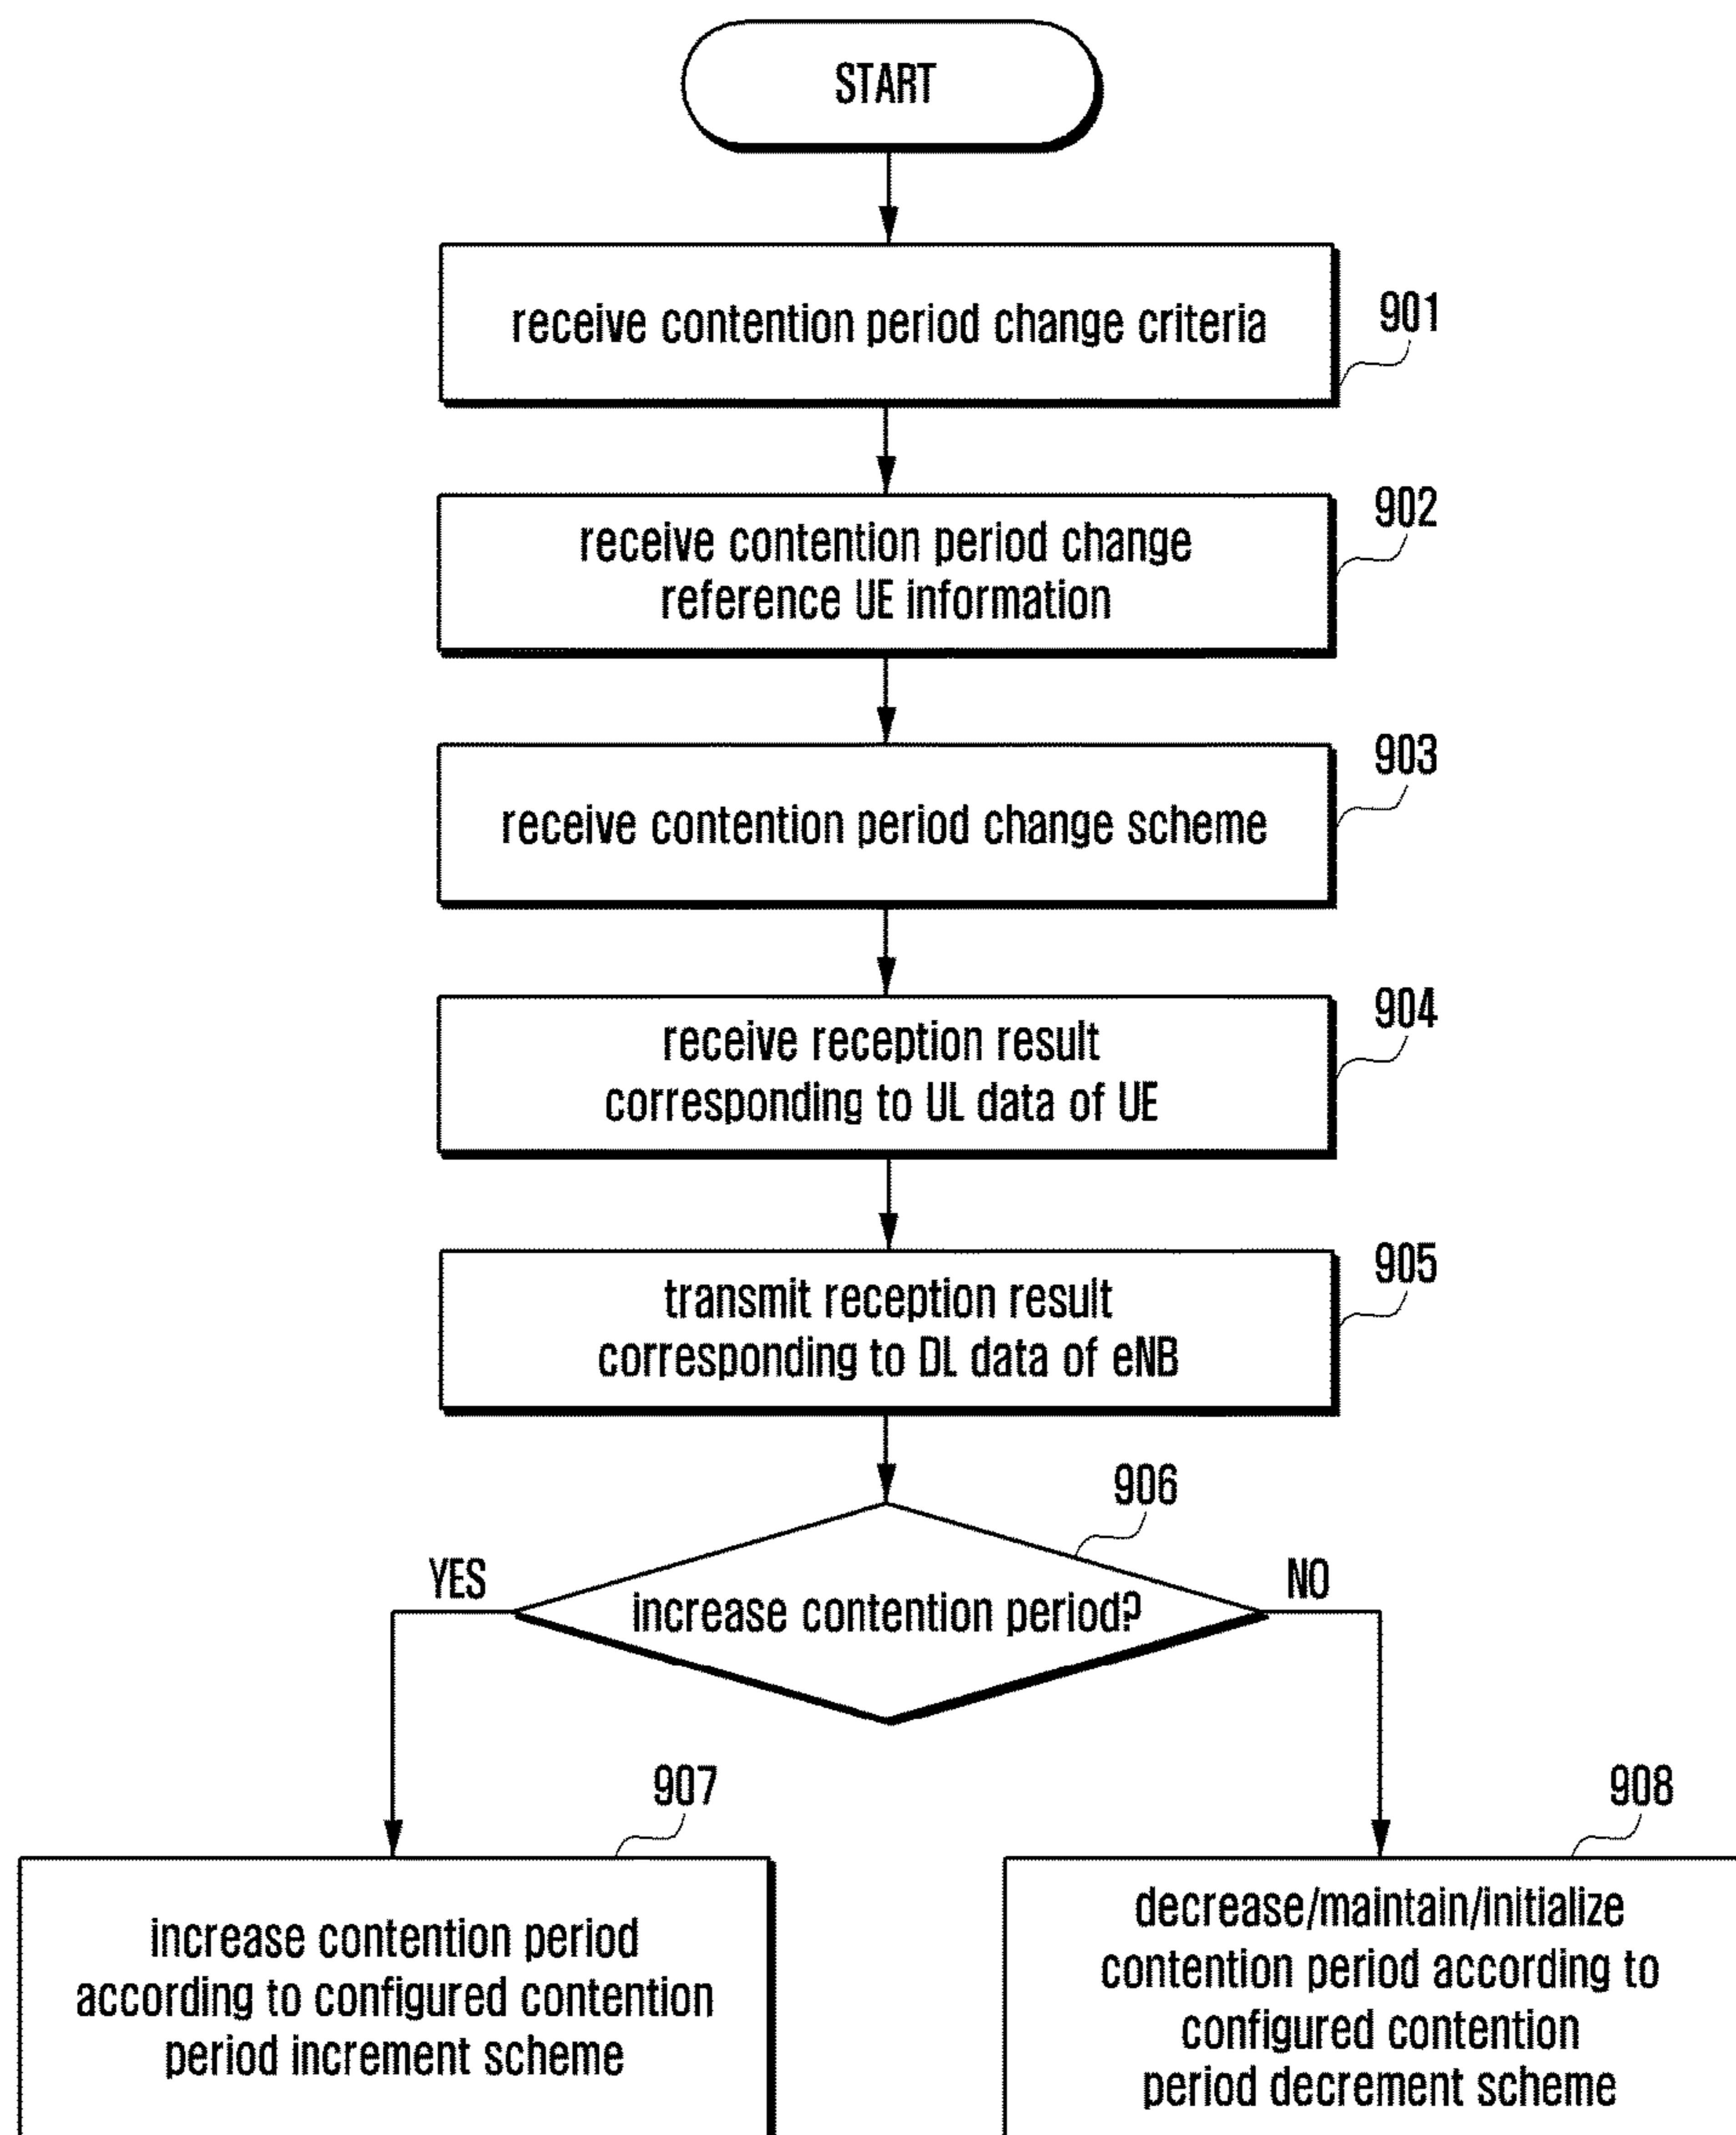 START
receive contention period change criteria
901
receive contention period change
reference UE information
902
receive contention period change scheme
903
receive reception result
corresponding to UL data of UE
904
transmit reception result
corresponding to DL data of eNB
905
906
YES
increase contention period?
NO
907
increase contention period
according to configured contention
period increment scheme
908
decrease/maintain/initialize
contention period according to
configured contention
period decrement scheme